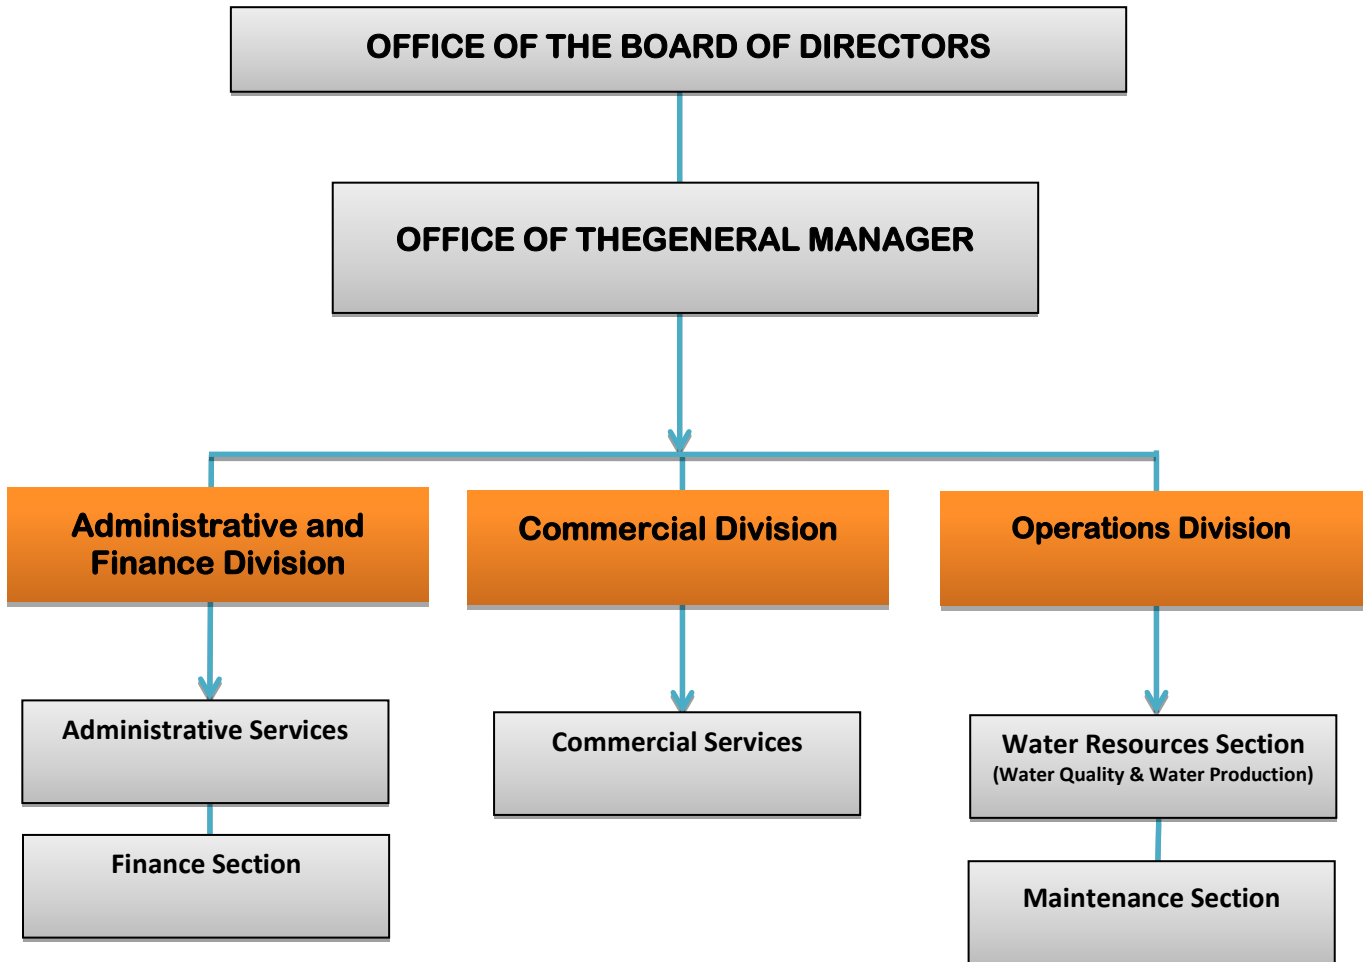 OFFICE OF THE BOARD OF DIRECTORS
OFFICE OF THEGENERAL MANAGER
Administrative and
Finance Division
Commercial Division
Operations Division
Administrative Services
Commercial Services
Water Resources Section
(Water Quality & Water Production)
Finance Section
Maintenance Section